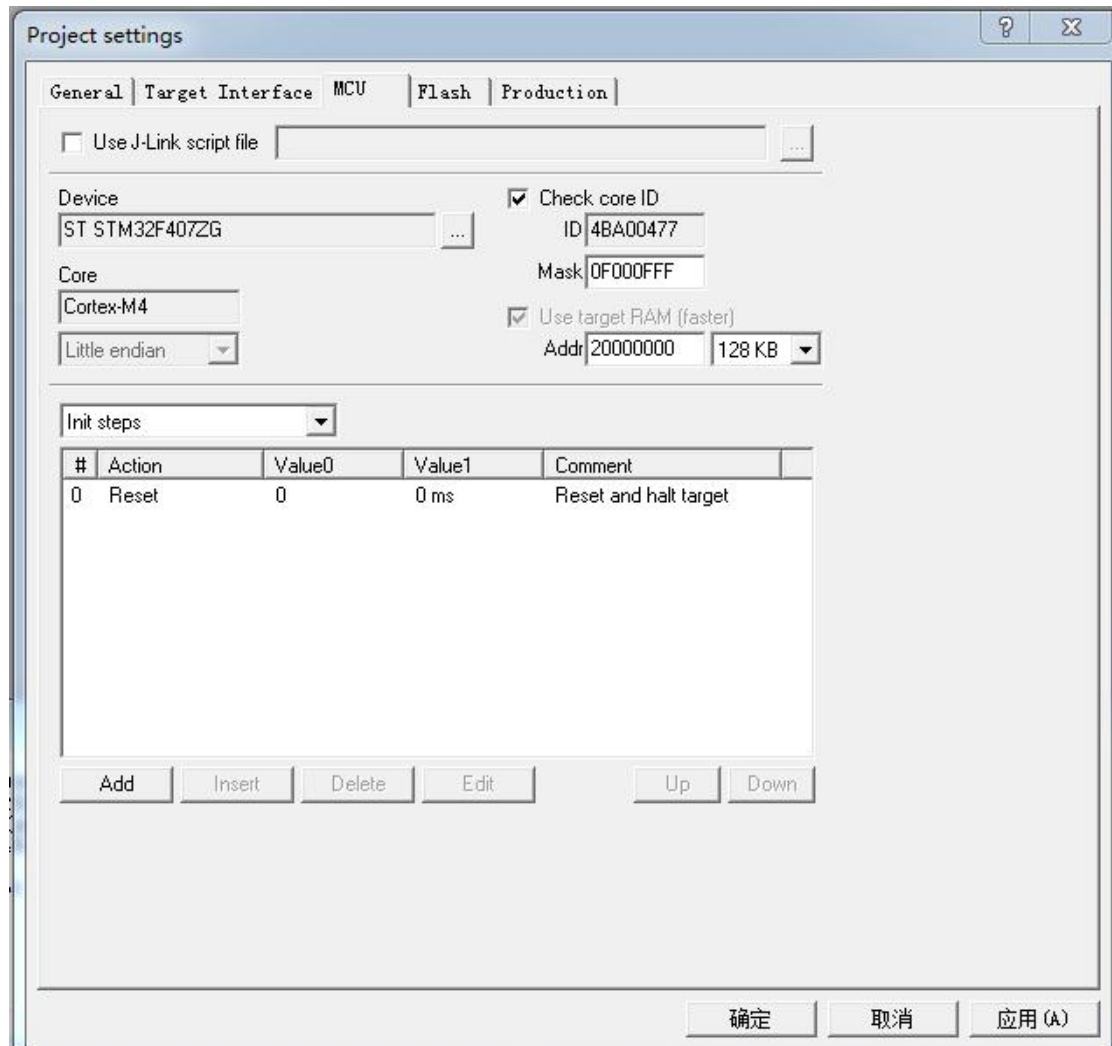 Project settings
General Target Interface MCU Flash Production
Use J-Link script file ...
Device
ST STM32F407ZG ...
Check core ID
ID 4BA00477
Mask 0F000FFF
Core
Cortex-M4
Little endian
Use target RAM (faster)
Addr 20000000 128 KB
Init steps
# Action Value0 Value1 Comment
0 Reset 0 0 ms Reset and halt target
Add Insert Delete Edit Up Down
确定 取消 应用(A)